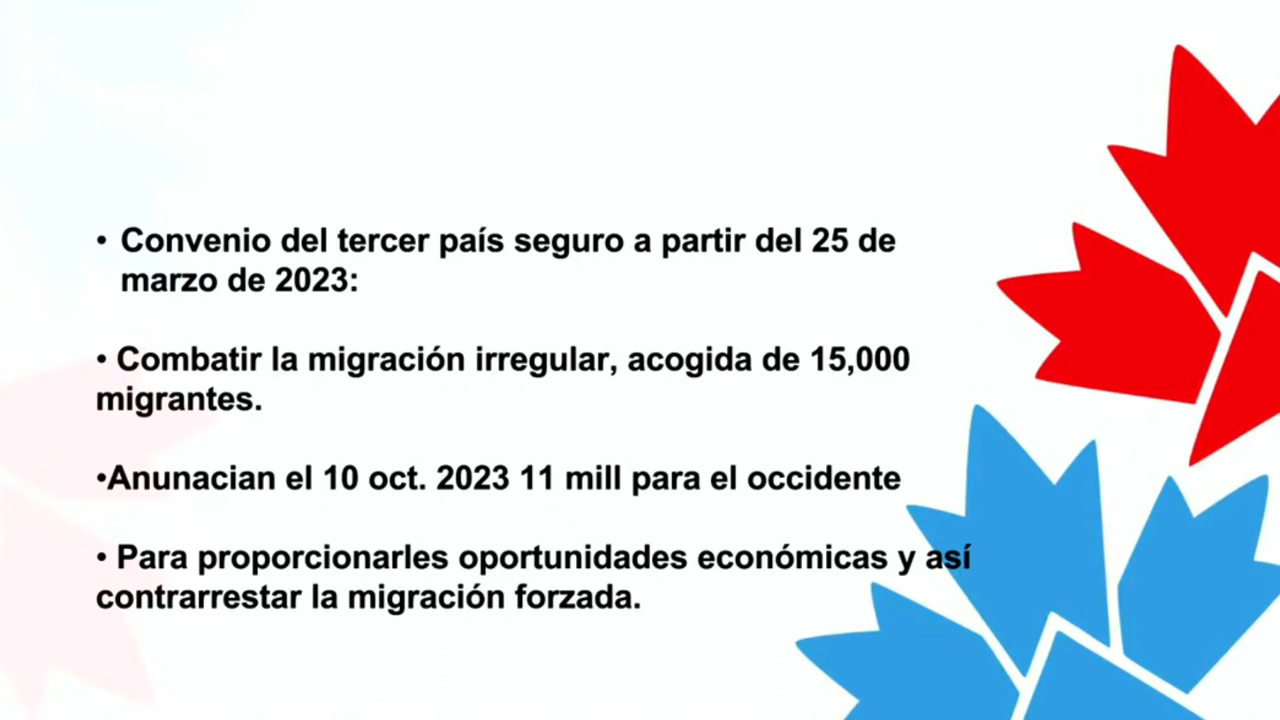 • Convenio del tercer país seguro a partir del 25 de
marzo de 2023:
• Combatir la migración irregular, acogida de 15,000
migrantes.
•Anunacian el 10 oct. 2023 11 mill para el occidente
• Para proporcionarles oportunidades económicas y así
contrarrestar la migración forzada.